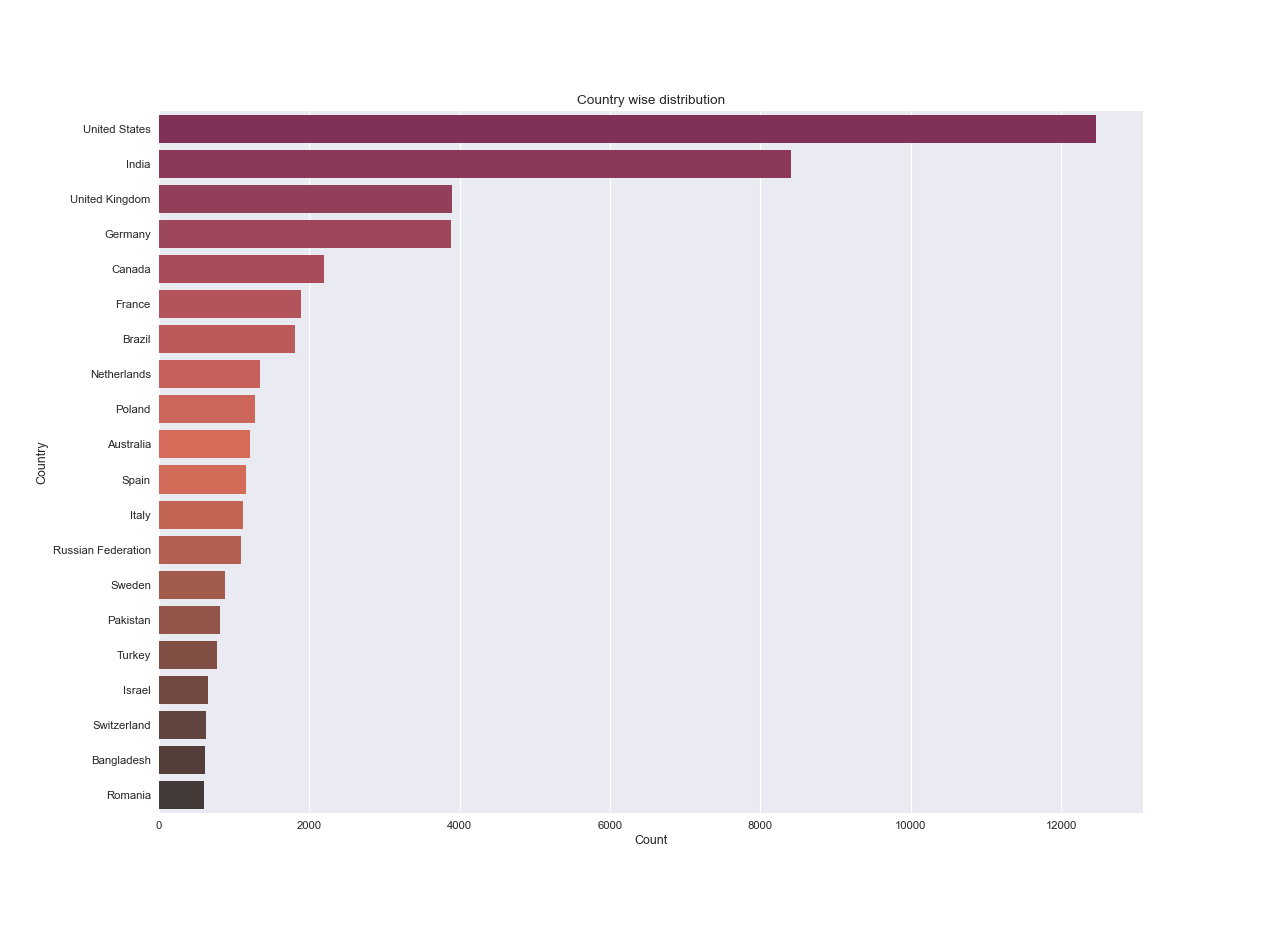 Country wise distribution
United States
India
United Kingdom
Germany
Canada
France
Brazil
Netherlands
Poland
Australia
Spain
Italy
Russian Federation
Sweden
Pakistan
Turkey
Israel
Switzerland
Bangladesh
Romania
Country
0 2000 4000 6000 8000 10000 12000
Count